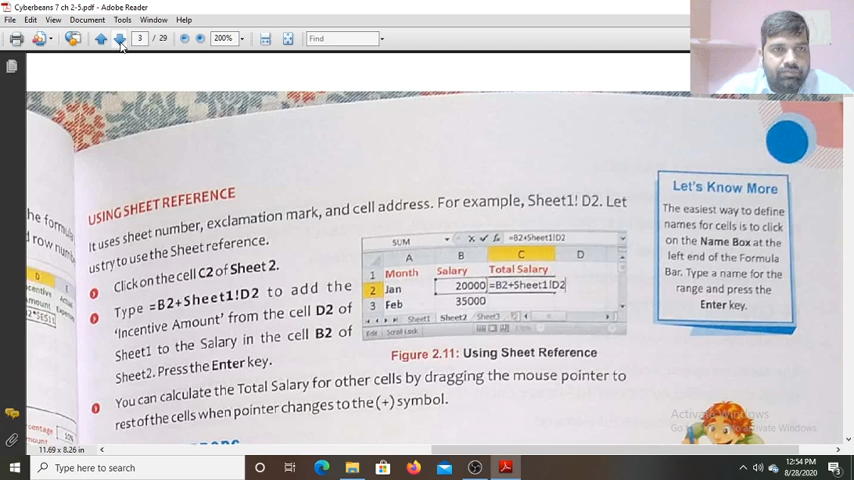 Cyberbeans 7 ch 2-5.pdf - Adobe Reader
File Edit View Document Tools Window Help
3 / 29 200% Find
USING SHEET REFERENCE
It uses sheet number, exclamation mark, and cell address. For example, Sheet1! D2. Let
us try to use the Sheet reference.
Click on the cell C2 of Sheet 2.
Type =B2+Sheet1!D2 to add the
'Incentive Amount' from the cell D2 of
Sheet1 to the Salary in the cell B2 of
Sheet2. Press the Enter key.
You can calculate the Total Salary for other cells by dragging the mouse pointer to
rest of the cells when pointer changes to the (+) symbol.
SUM =B2+Sheet1!D2
A B C D
1 Month Salary Total Salary
2 Jan 20000 =B2+Sheet1!D2
3 Feb 35000
Sheet1 Sheet2 Sheet3
Edit Scroll Lock
Figure 2.11: Using Sheet Reference
Let's Know More
The easiest way to define
names for cells is to click
on the Name Box at the
left end of the Formula
Bar. Type a name for the
range and press the
Enter key.
he formula
d row numb
D E
Amount
10%
Activate Windows
11.69 x 8.26 in
Type here to search
12:54 PM
8/28/2020